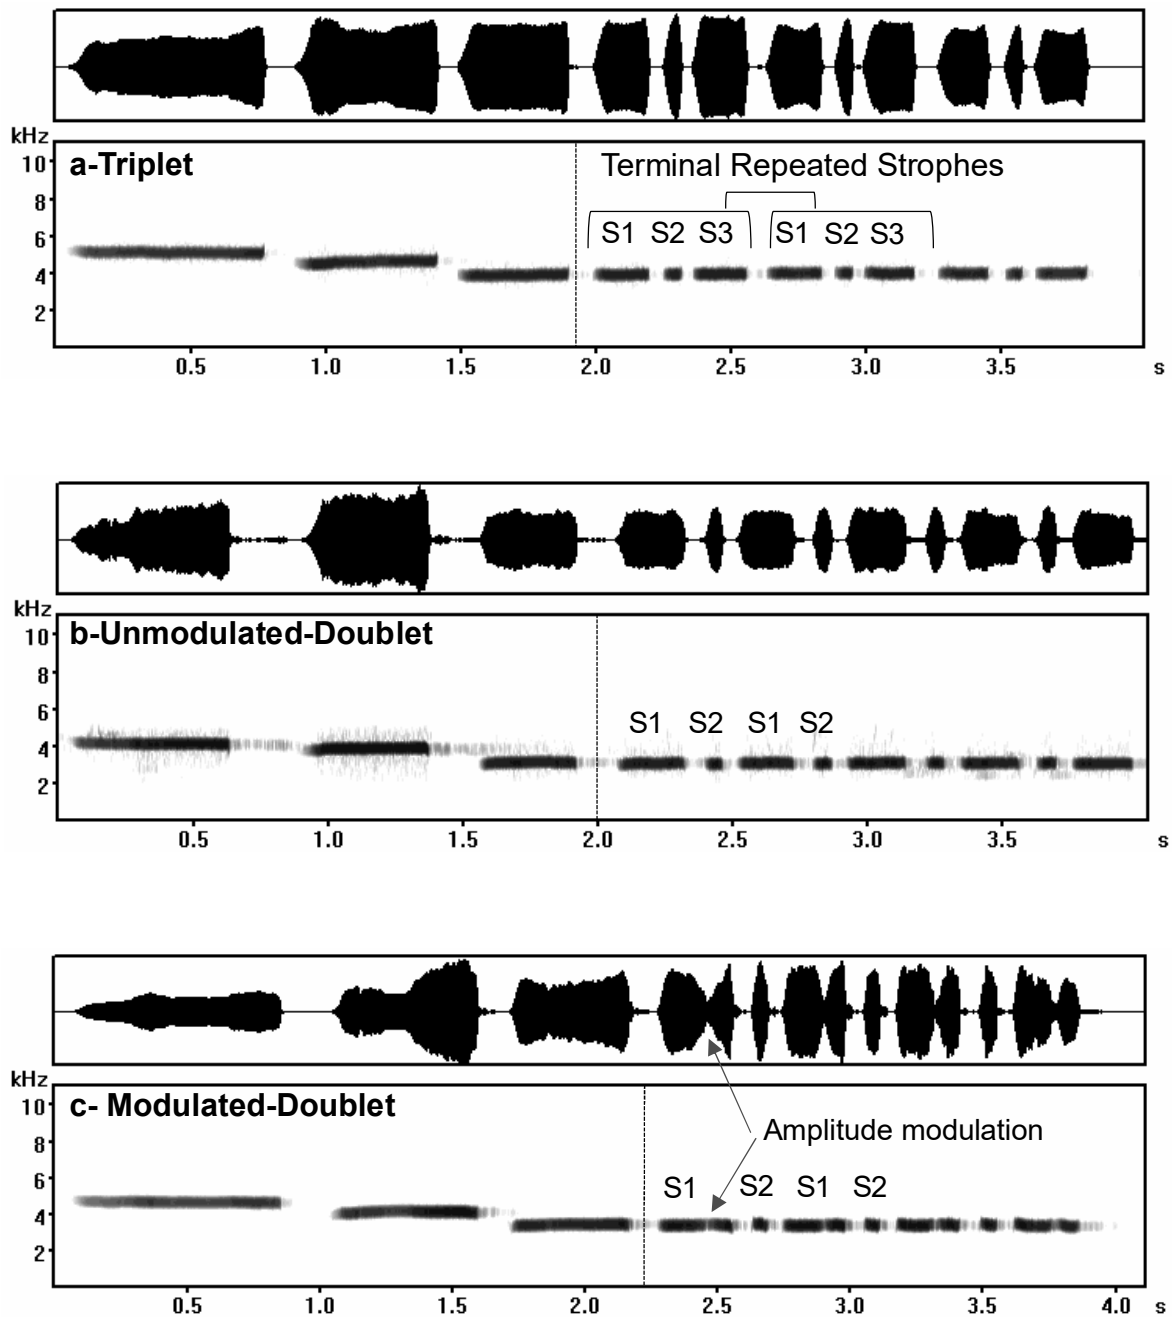 kHz
a-Triplet
Terminal Repeated Strophes
10
8
S1 S2 S3 S1 S2 S3
6
4
2
0.5 1.0 1.5 2.0 2.5 3.0 3.5 s
kHz
b-Unmodulated-Doublet
10
8
6
S1 S2 S1 S2
4
2
0.5 1.0 1.5 2.0 2.5 3.0 3.5 s
kHz
c- Modulated-Doublet
10
Amplitude modulation
8
6
S1 S2 S1 S2
4
2
0.5 1.0 1.5 2.0 2.5 3.0 3.5 4.0 s